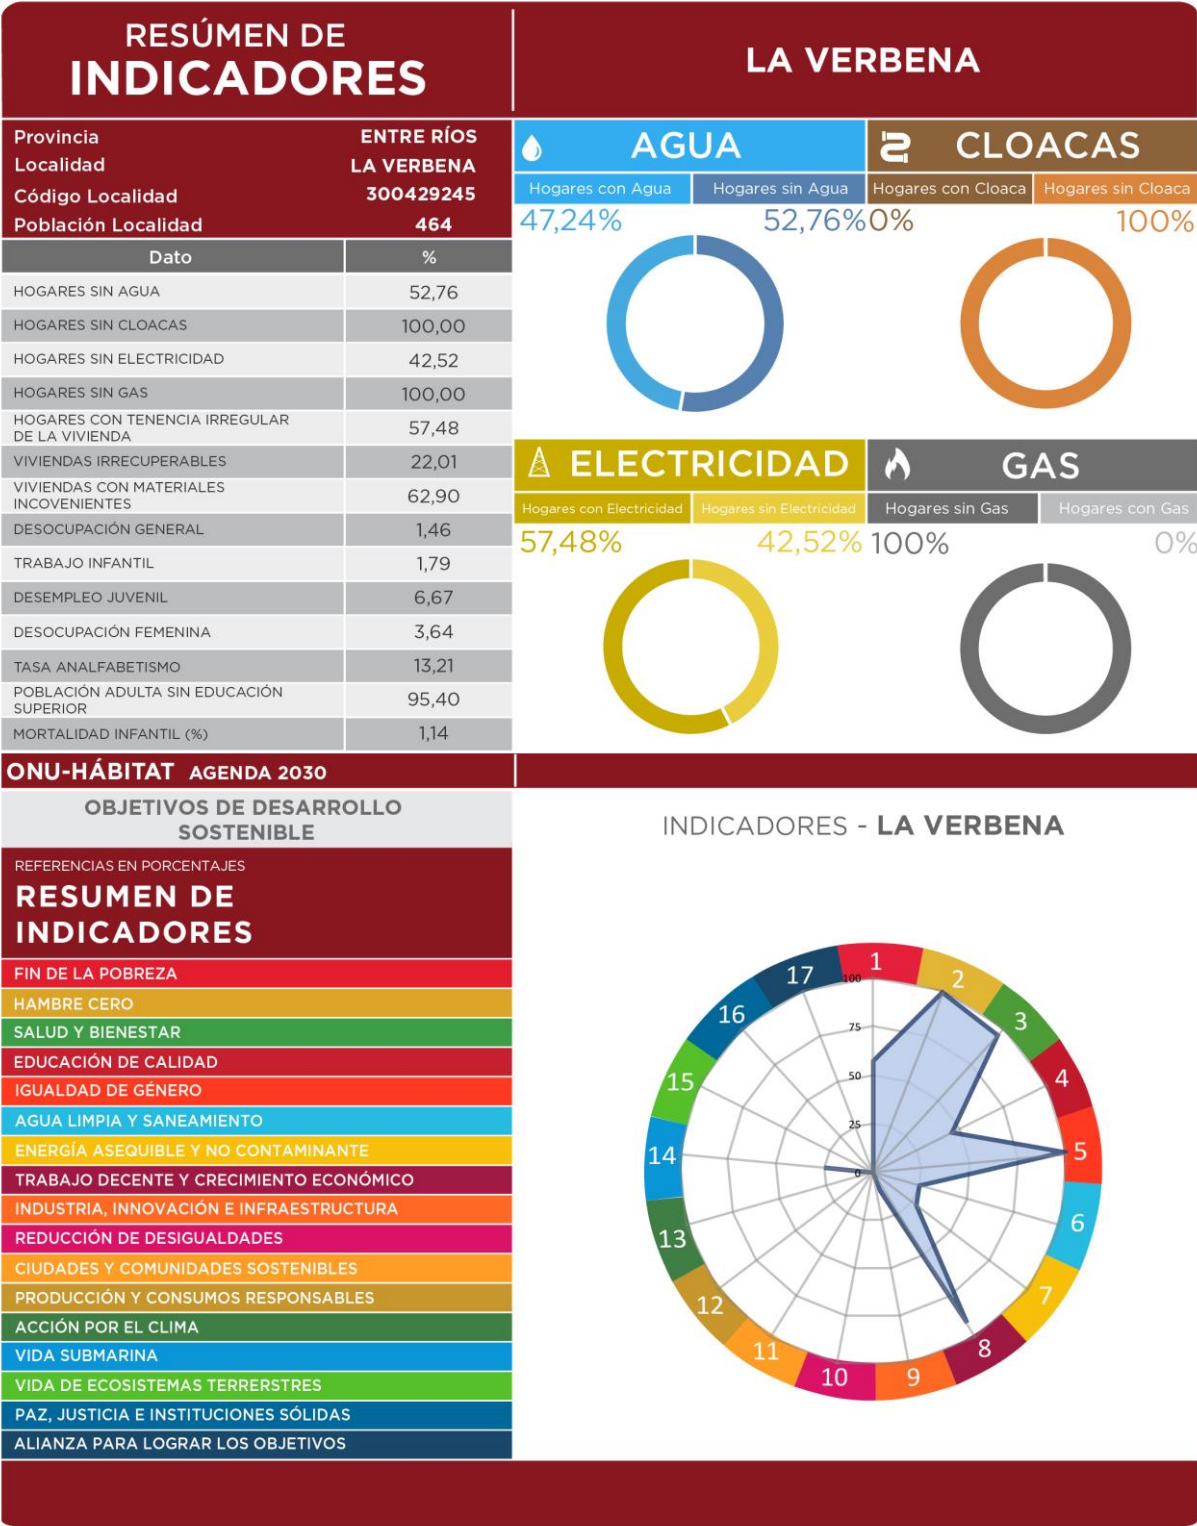 RESÚMEN DE
INDICADORES
LA VERBENA
Provincia ENTRE RÍOS
Localidad LA VERBENA
Código Localidad 300429245
Población Localidad 464
Dato %
HOGARES SIN AGUA 52,76
HOGARES SIN CLOACAS 100,00
HOGARES SIN ELECTRICIDAD 42,52
HOGARES SIN GAS 100,00
HOGARES CON TENENCIA IRREGULAR
DE LA VIVIENDA 57,48
VIVIENDAS IRRECUPERABLES 22,01
VIVIENDAS CON MATERIALES
INCOVENIENTES 62,90
DESOCUPACIÓN GENERAL 1,46
TRABAJO INFANTIL 1,79
DESEMPLEO JUVENIL 6,67
DESOCUPACIÓN FEMENINA 3,64
TASA ANALFABETISMO 13,21
POBLACIÓN ADULTA SIN EDUCACIÓN
SUPERIOR 95,40
MORTALIDAD INFANTIL (%) 1,14
AGUA
Hogares con Agua Hogares sin Agua
47,24% 52,76%
CLOACAS
Hogares con Cloaca Hogares sin Cloaca
0% 100%
ELECTRICIDAD
Hogares con Electricidad Hogares sin Electricidad
57,48% 42,52%
GAS
Hogares sin Gas Hogares con Gas
100% 0%
ONU-HÁBITAT AGENDA 2030
OBJETIVOS DE DESARROLLO
SOSTENIBLE
REFERENCIAS EN PORCENTAJES
RESUMEN DE
INDICADORES
FIN DE LA POBREZA
HAMBRE CERO
SALUD Y BIENESTAR
EDUCACIÓN DE CALIDAD
IGUALDAD DE GÉNERO
AGUA LIMPIA Y SANEAMIENTO
ENERGÍA ASEQUIBLE Y NO CONTAMINANTE
TRABAJO DECENTE Y CRECIMIENTO ECONÓMICO
INDUSTRIA, INNOVACIÓN E INFRAESTRUCTURA
REDUCCIÓN DE DESIGUALDADES
CIUDADES Y COMUNIDADES SOSTENIBLES
PRODUCCIÓN Y CONSUMOS RESPONSABLES
ACCIÓN POR EL CLIMA
VIDA SUBMARINA
VIDA DE ECOSISTEMAS TERRERSTRES
PAZ, JUSTICIA E INSTITUCIONES SÓLIDAS
ALIANZA PARA LOGRAR LOS OBJETIVOS
INDICADORES - LA VERBENA
1
2
3
4
5
6
7
8
9
10
11
12
13
14
15
16
17
100
75
50
25
0